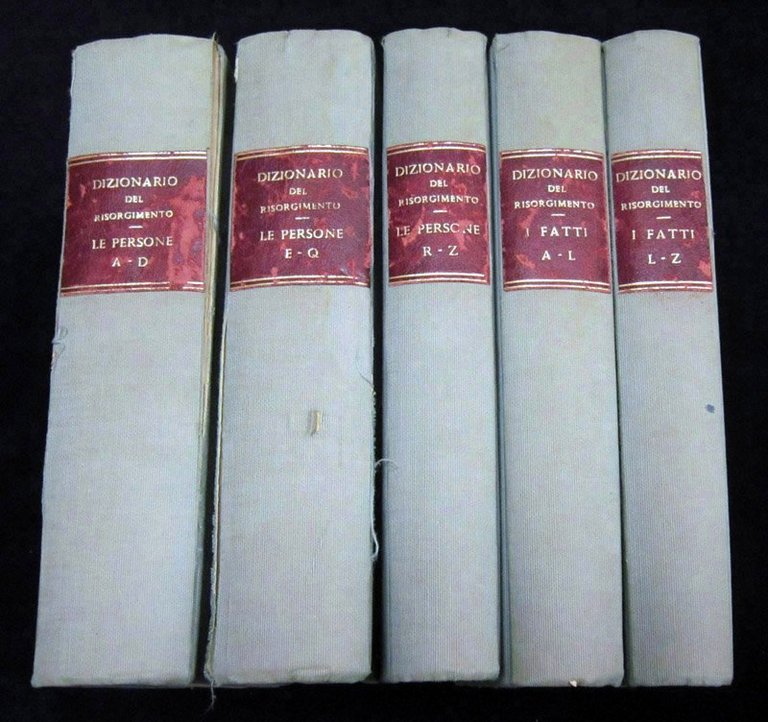 DIZIONARIO
DEL
RISORGIMENTO
LE PERSONE
A - D
DIZIONARIO
DEL
RISORGIMENTO
LE PERSONE
E - Q
DIZIONARIO
DEL
RISORGIMENTO
LE PERSONE
R - Z
DIZIONARIO
DEL
RISORGIMENTO
I FATTI
A - L
DIZIONARIO
DEL
RISORGIMENTO
I FATTI
L - Z